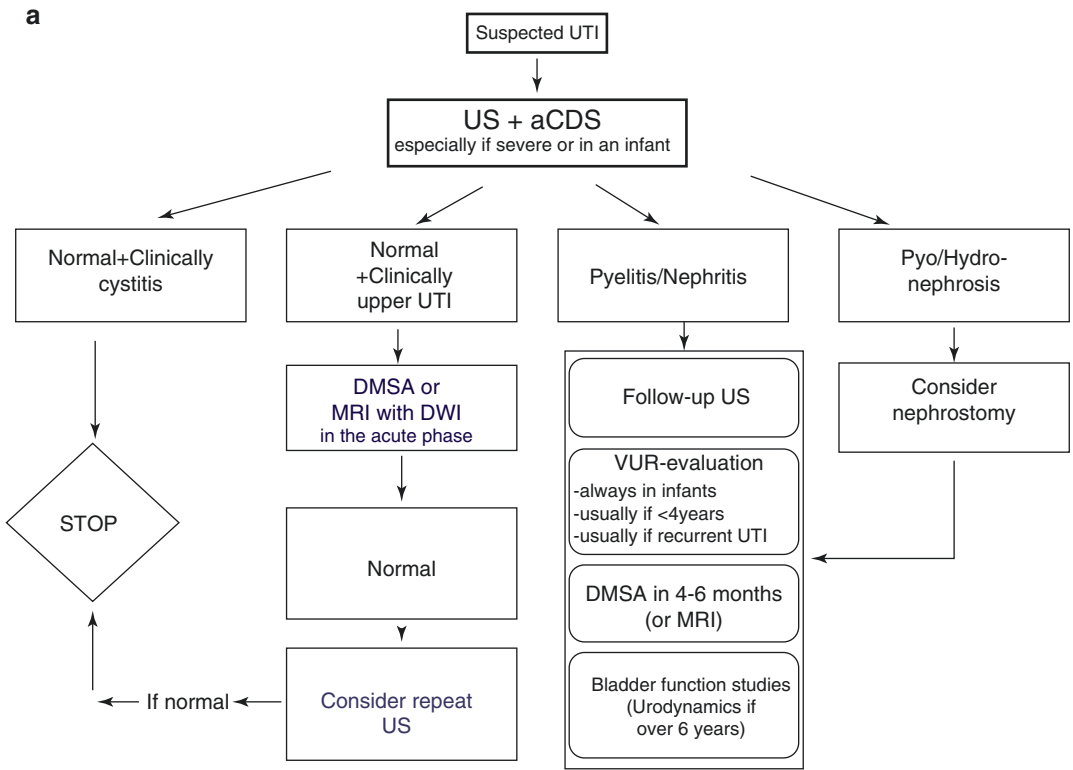 a
Suspected UTI
US + aCDS
especially if severe or in an infant
Normal+Clinically
cystitis
Normal
+Clinically
upper UTI
Pyelitis/Nephritis
Pyo/Hydro-
nephrosis
DMSA or
MRI with DWI
in the acute phase
Follow-up US
Consider
nephrostomy
VUR-evaluation
-always in infants
-usually if <4years
-usually if recurrent UTI
STOP
Normal
DMSA in 4-6 months
(or MRI)
Consider repeat
US
If normal
Bladder function studies
(Urodynamics if
over 6 years)